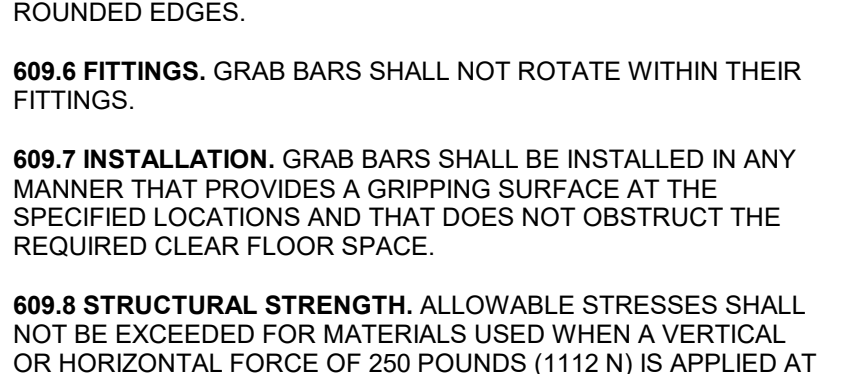 ROUNDED EDGES.
609.6 FITTINGS. GRAB BARS SHALL NOT ROTATE WITHIN THEIR
FITTINGS.
609.7 INSTALLATION. GRAB BARS SHALL BE INSTALLED IN ANY
MANNER THAT PROVIDES A GRIPPING SURFACE AT THE
SPECIFIED LOCATIONS AND THAT DOES NOT OBSTRUCT THE
REQUIRED CLEAR FLOOR SPACE.
609.8 STRUCTURAL STRENGTH. ALLOWABLE STRESSES SHALL
NOT BE EXCEEDED FOR MATERIALS USED WHEN A VERTICAL
OR HORIZONTAL FORCE OF 250 POUNDS (1112 N) IS APPLIED AT